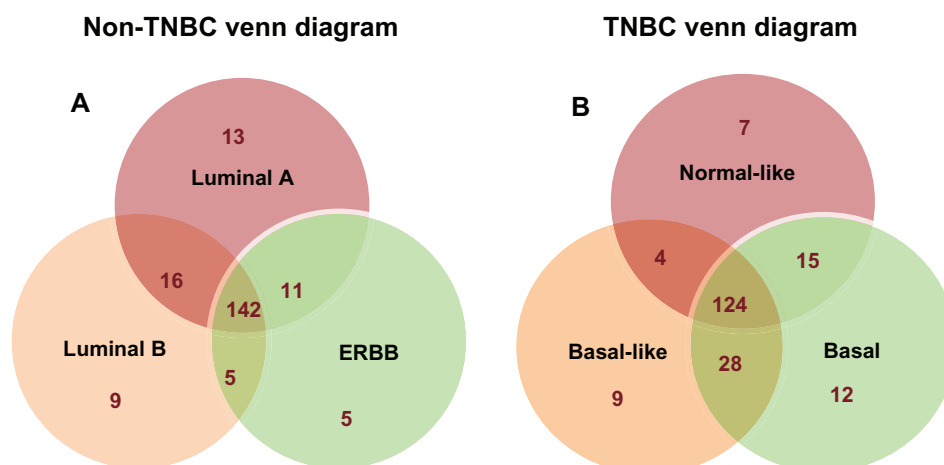 Non-TNBC venn diagram
A
13
Luminal A
16
11
142
Luminal B
ERBB
5
9
5
TNBC venn diagram
B
7
Normal-like
4
15
124
Basal-like
28
Basal
9
12